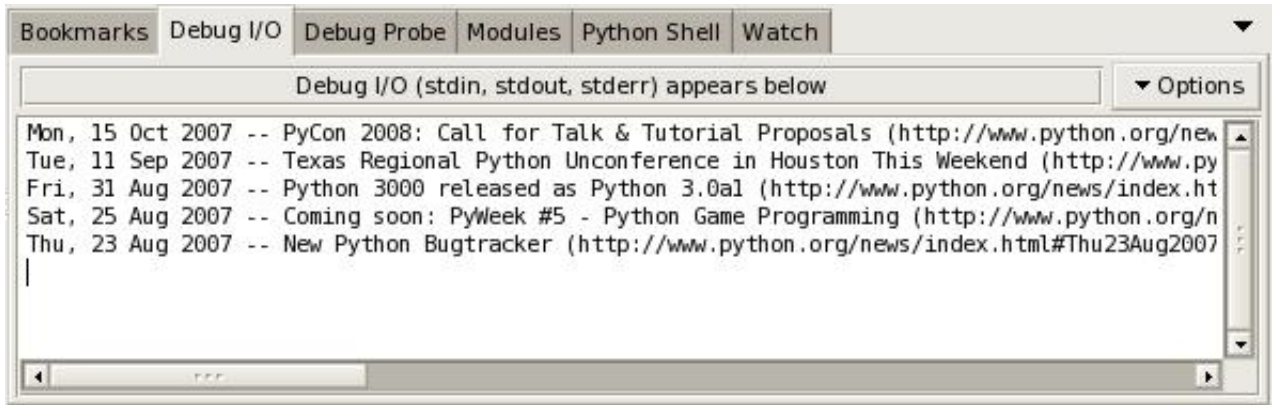 Bookmarks Debug I/O Debug Probe Modules Python Shell Watch
Debug I/O (stdin, stdout, stderr) appears below Options
Mon, 15 Oct 2007 -- PyCon 2008: Call for Talk & Tutorial Proposals (http://www.python.org/new
Tue, 11 Sep 2007 -- Texas Regional Python Unconference in Houston This Weekend (http://www.py
Fri, 31 Aug 2007 -- Python 3000 released as Python 3.0a1 (http://www.python.org/news/index.ht
Sat, 25 Aug 2007 -- Coming soon: PyWeek #5 - Python Game Programming (http://www.python.org/n
Thu, 23 Aug 2007 -- New Python Bugtracker (http://www.python.org/news/index.html#Thu23Aug2007